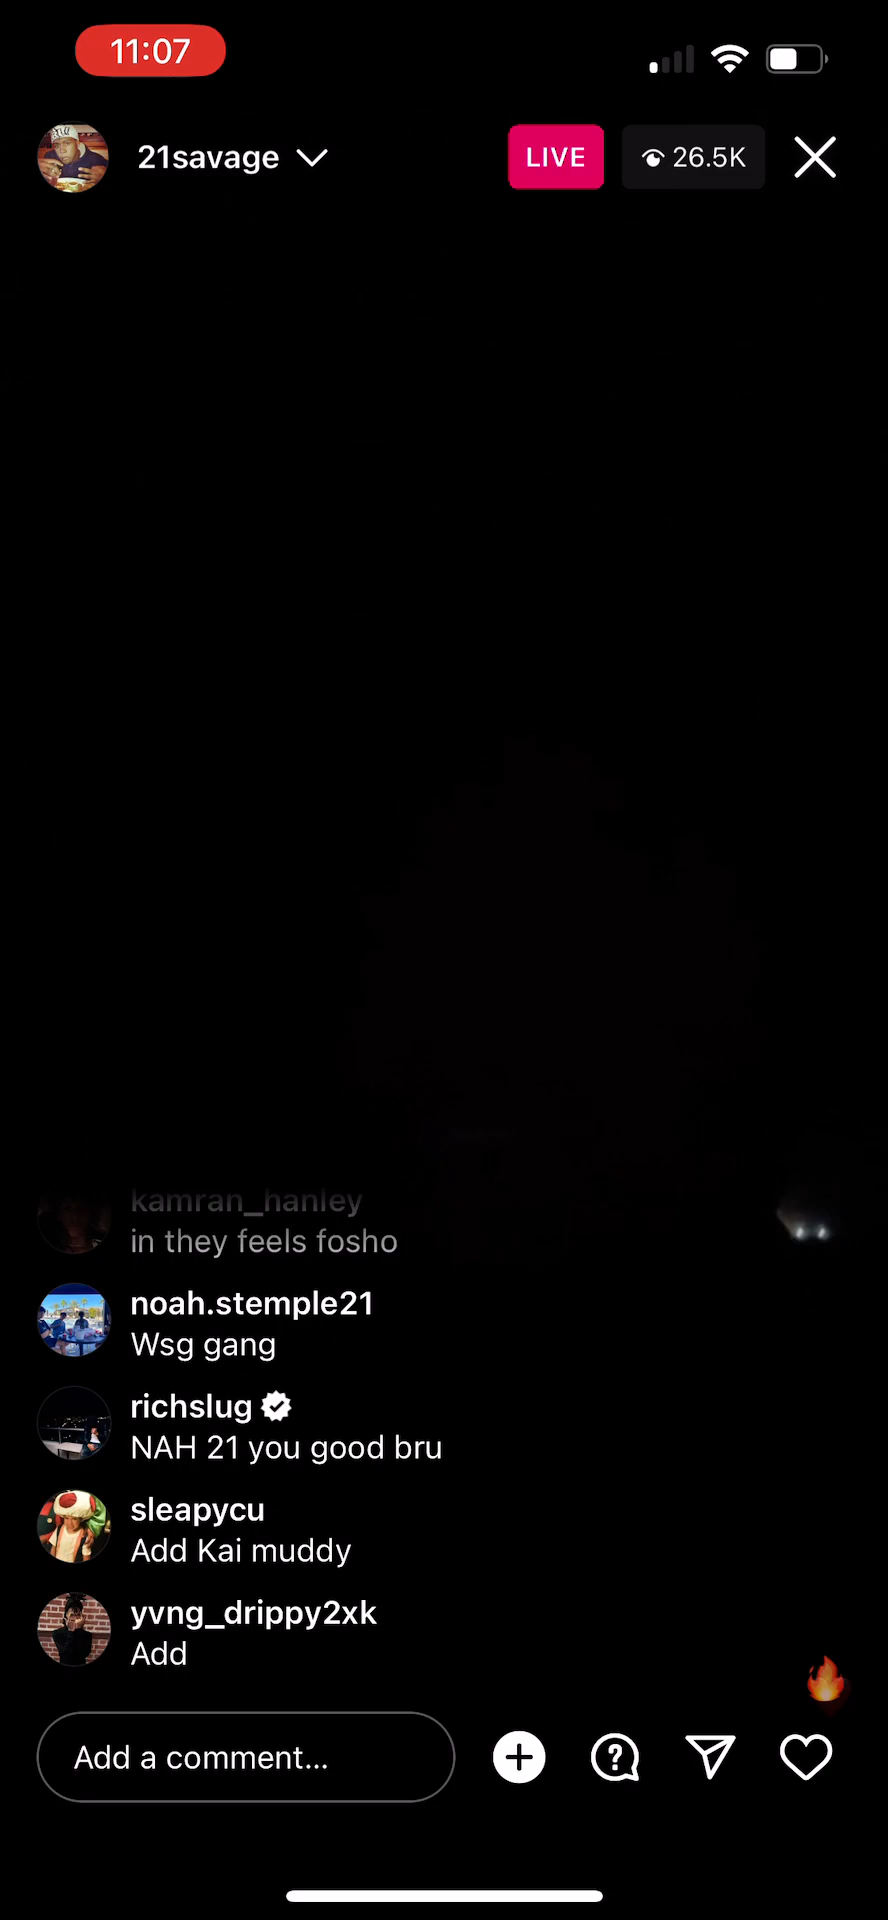 11:07
21savage
LIVE
26.5K
kamran_hanley
in they feels fosho
noah.stemple21
Wsg gang
richslug
NAH 21 you good bru
sleapycu
Add Kai muddy
yvng_drippy2xk
Add
Add a comment...